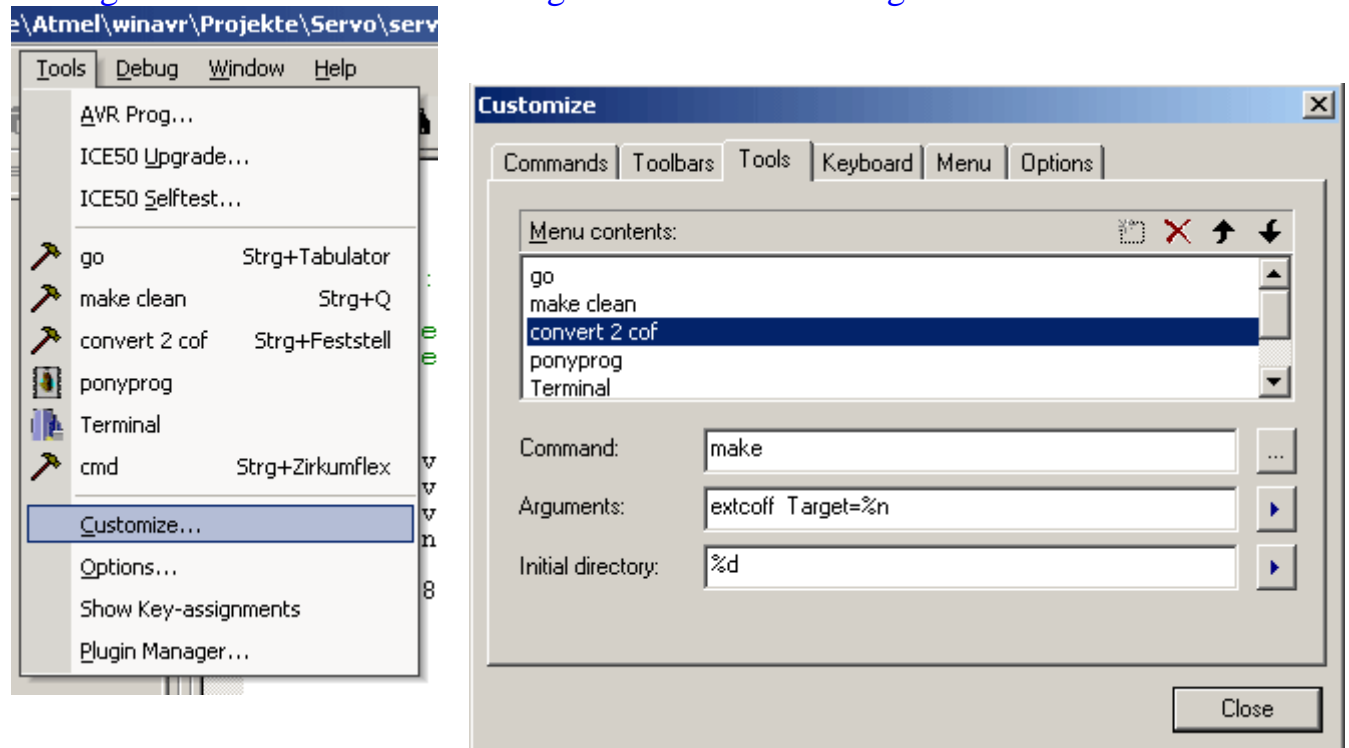 e\Atmel\winavr\Projekte\Servo\serv
Tools Debug Window Help
AVR Prog...
ICE50 Upgrade...
ICE50 Selftest...
go Strg+Tabulator
make clean Strg+Q
convert 2 cof Strg+Feststell
ponyprog
Terminal
cmd Strg+Zirkumflex
Customize...
Options...
Show Key-assignments
Plugin Manager...
Customize
Commands Toolbars Tools Keyboard Menu Options
Menu contents:
go
make clean
convert 2 cof
ponyprog
Terminal
Command: make ...
Arguments: extcoff Target=%n
Initial directory: %d
Close